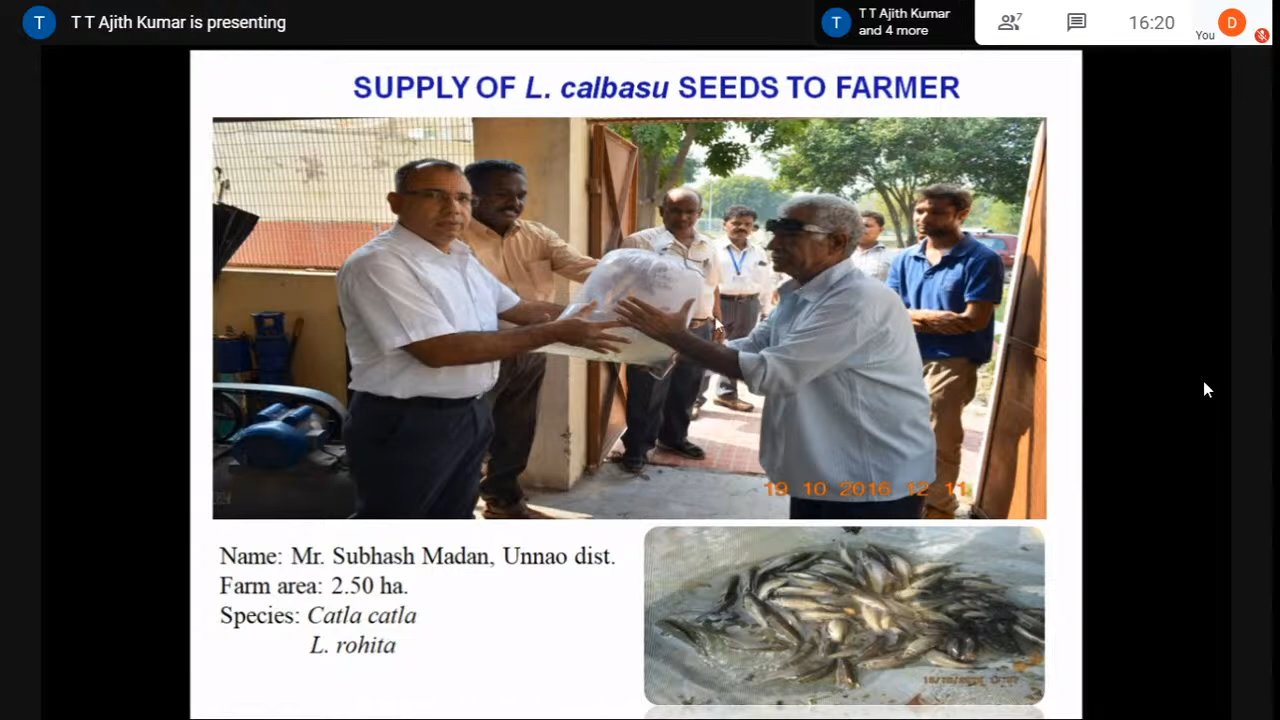 T
T T Ajith Kumar is presenting
T
T T Ajith Kumar
and 4 more
7
16:20
You
D
SUPPLY OF L. calbasu SEEDS TO FARMER
19 10 2016 12 11
Name: Mr. Subhash Madan, Unnao dist.
Farm area: 2.50 ha.
Species: Catla catla
L. rohita